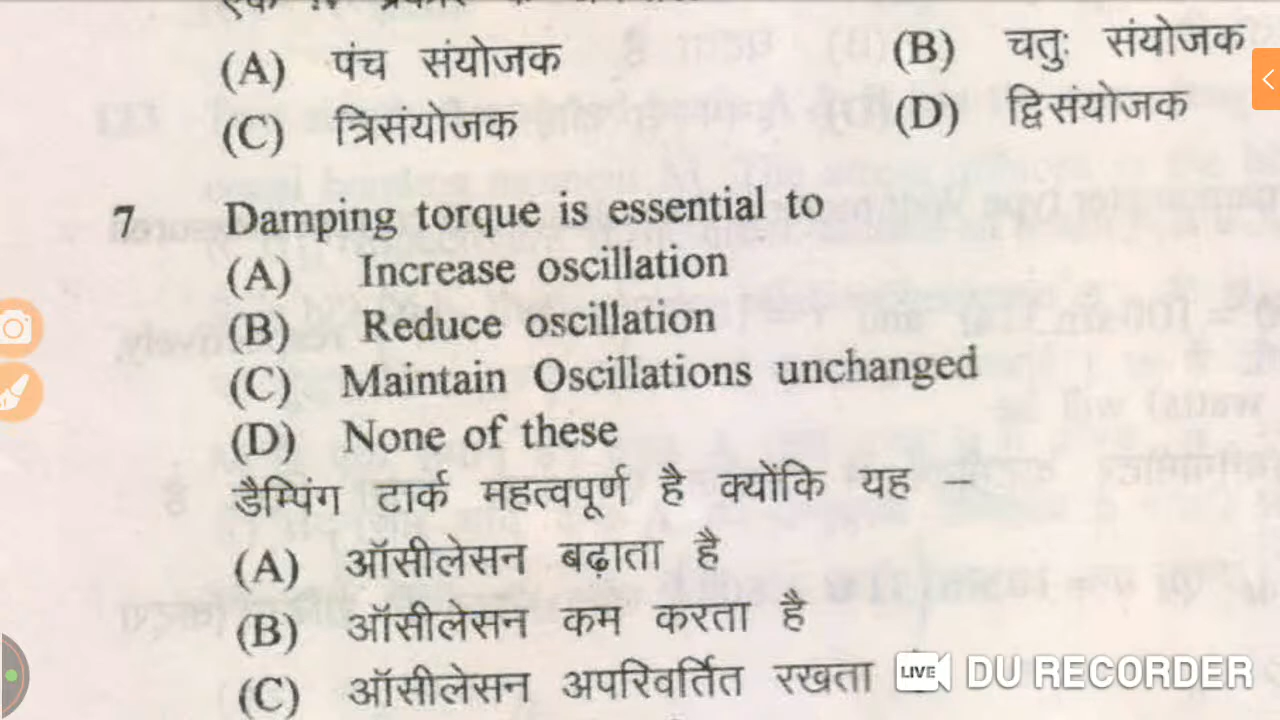 (A) पंच संयोजक (B) चतुः संयोजक
(C) त्रिसंयोजक (D) द्विसंयोजक
7 Damping torque is essential to
(A) Increase oscillation
(B) Reduce oscillation
(C) Maintain Oscillations unchanged
(D) None of these
डैम्पिंग टार्क महत्वपूर्ण है क्योंकि यह –
(A) ऑसीलेसन बढ़ाता है
(B) ऑसीलेसन कम करता है
(C) ऑसीलेसन अपरिवर्तित रखता
LIVE DU RECORDER